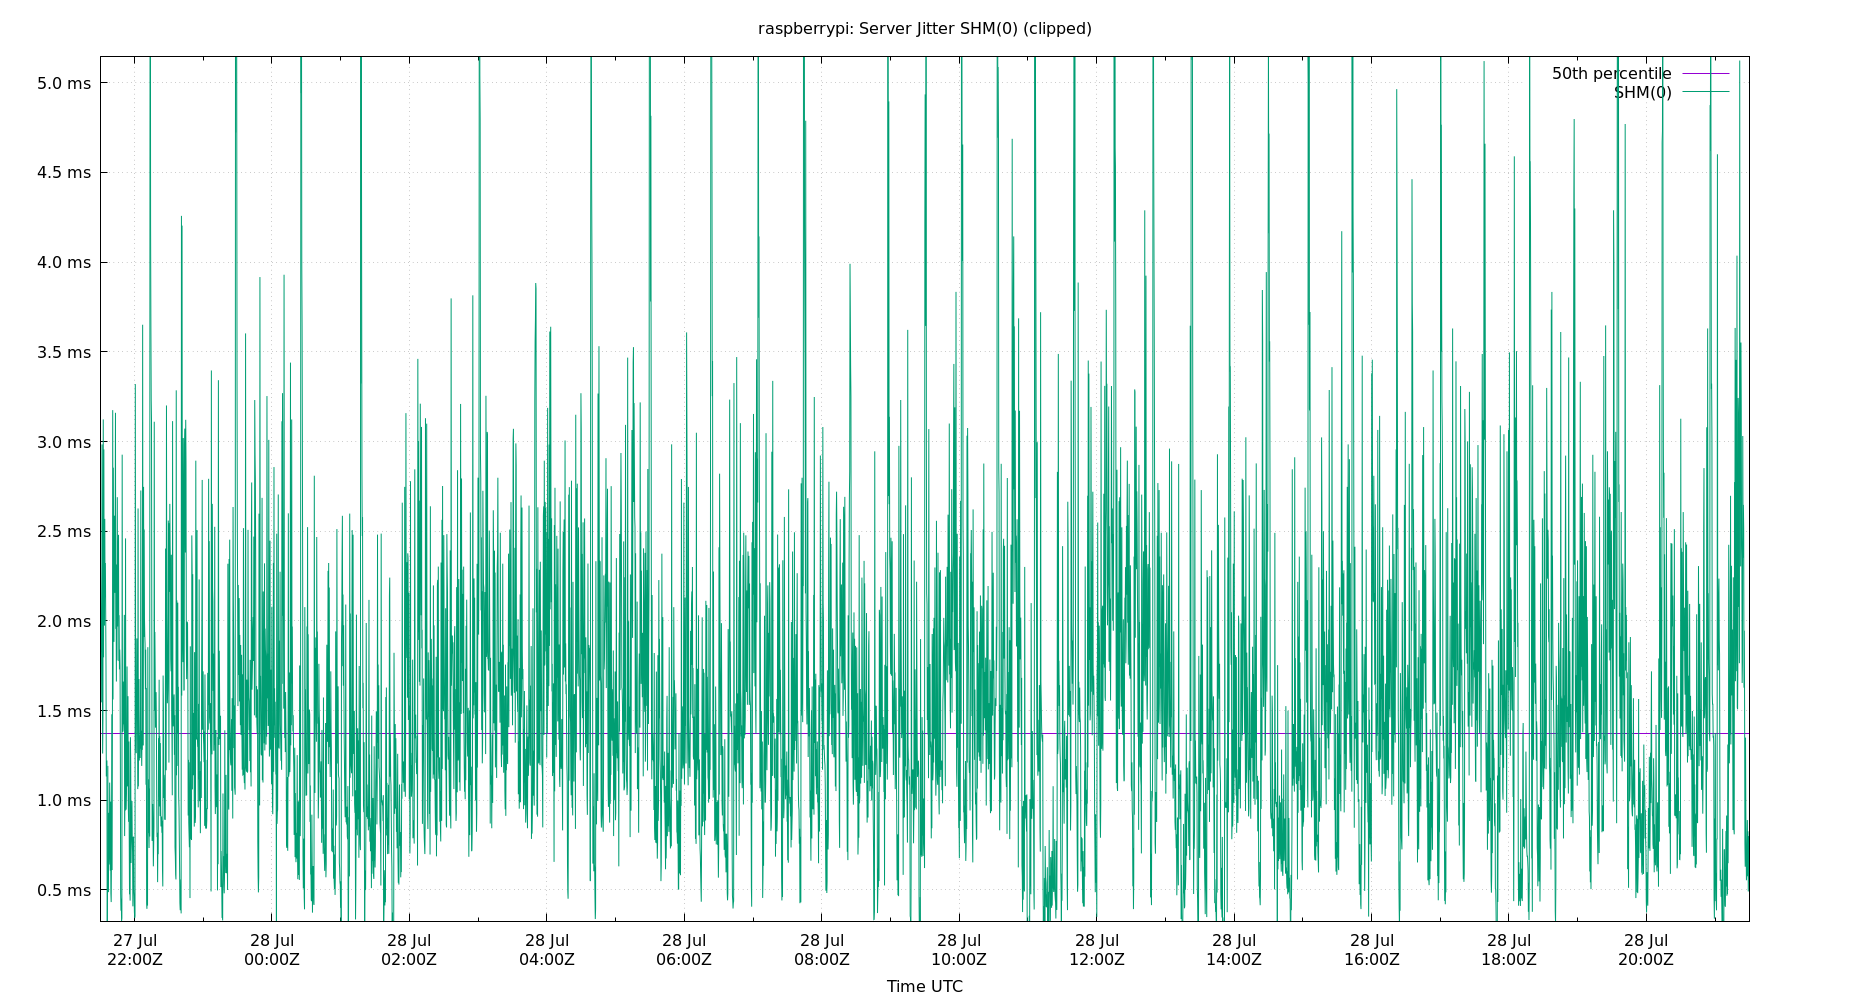 raspberrypi: Server Jitter SHM(0) (clipped)
50th percentile
SHM(0)
5.0 ms
4.5 ms
4.0 ms
3.5 ms
3.0 ms
2.5 ms
2.0 ms
1.5 ms
1.0 ms
0.5 ms
27 Jul 28 Jul 28 Jul 28 Jul 28 Jul 28 Jul 28 Jul 28 Jul 28 Jul 28 Jul 28 Jul 28 Jul
22:00Z 00:00Z 02:00Z 04:00Z 06:00Z 08:00Z 10:00Z 12:00Z 14:00Z 16:00Z 18:00Z 20:00Z
Time UTC